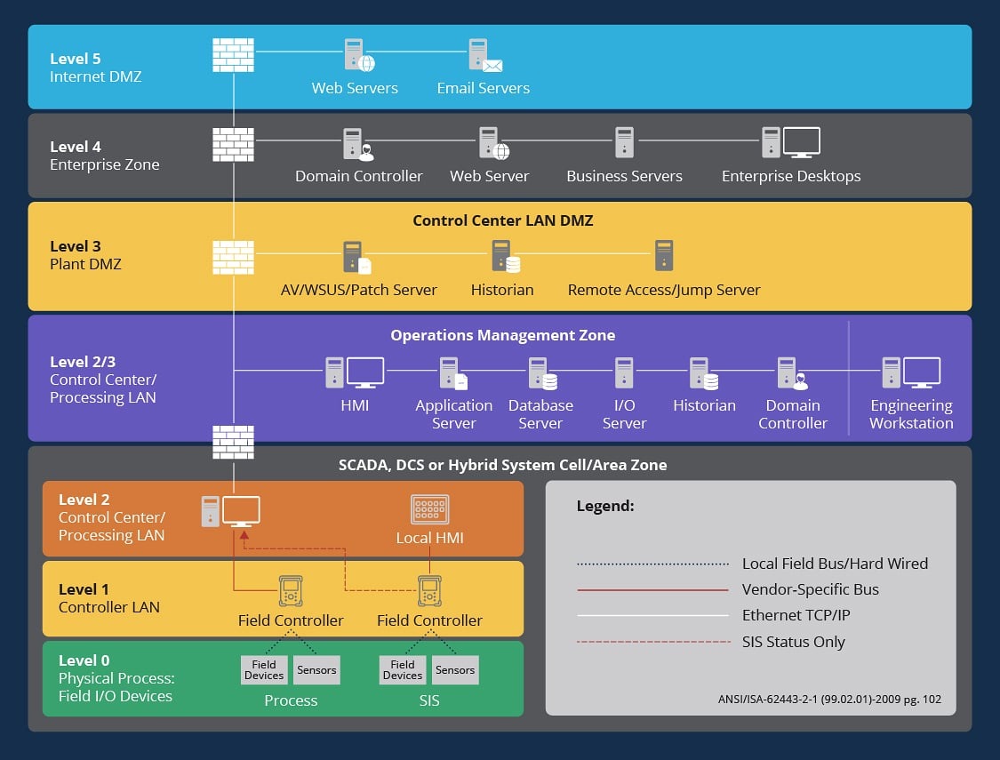 Level 5
Internet DMZ
Web Servers
Email Servers
Level 4
Enterprise Zone
Domain Controller
Web Server
Business Servers
Enterprise Desktops
Control Center LAN DMZ
Level 3
Plant DMZ
AV/WSUS/Patch Server
Historian
Remote Access/Jump Server
Operations Management Zone
Level 2/3
Control Center/
Processing LAN
HMI
Application
Server
Database
Server
I/O
Server
Historian
Domain
Controller
Engineering
Workstation
SCADA, DCS or Hybrid System Cell/Area Zone
Level 2
Control Center/
Processing LAN
Local HMI
Level 1
Controller LAN
Field Controller
Field Controller
Level 0
Physical Process:
Field I/O Devices
Field
Devices
Sensors
Process
Field
Devices
Sensors
SIS
Legend:
Local Field Bus/Hard Wired
Vendor-Specific Bus
Ethernet TCP/IP
SIS Status Only
ANSI/ISA-62443-2-1 (99.02.01)-2009 pg. 102